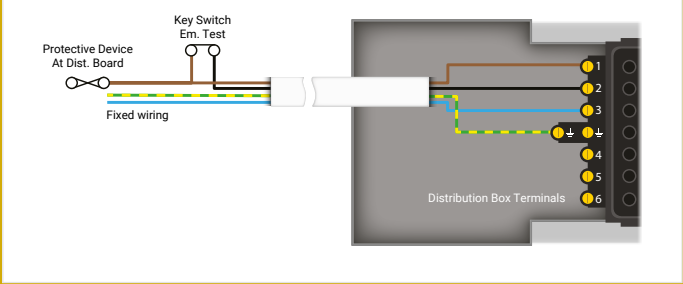 Key Switch
Em. Test
Protective Device
At Dist. Board
Fixed wiring
1
2
3
4
5
6
Distribution Box Terminals